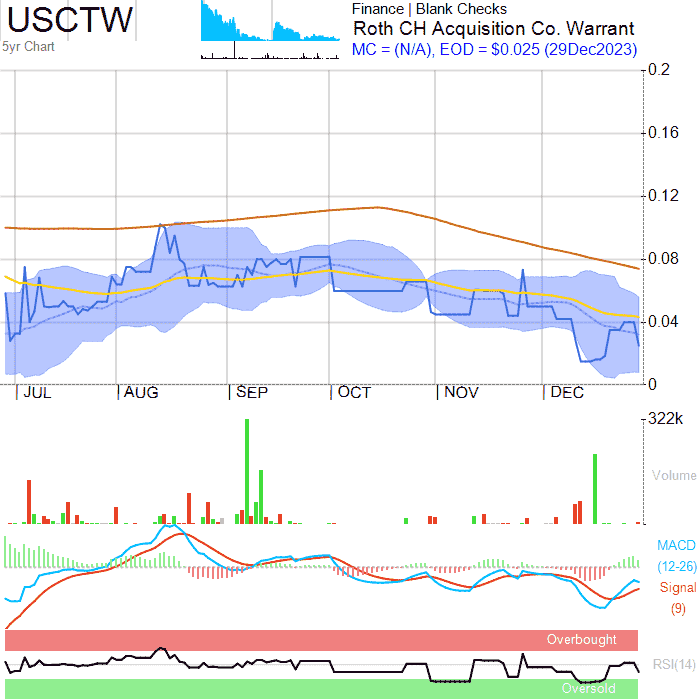 USCTW
5yr Chart
Finance | Blank Checks
Roth CH Acquisition Co. Warrant
MC = (N/A), EOD = $0.025 (29Dec2023)
0.2
0.16
0.12
0.08
0.04
0
JUL AUG SEP OCT NOV DEC
322k
Volume
MACD
(12-26)
Signal
(9)
Overbought
RSI(14)
Oversold